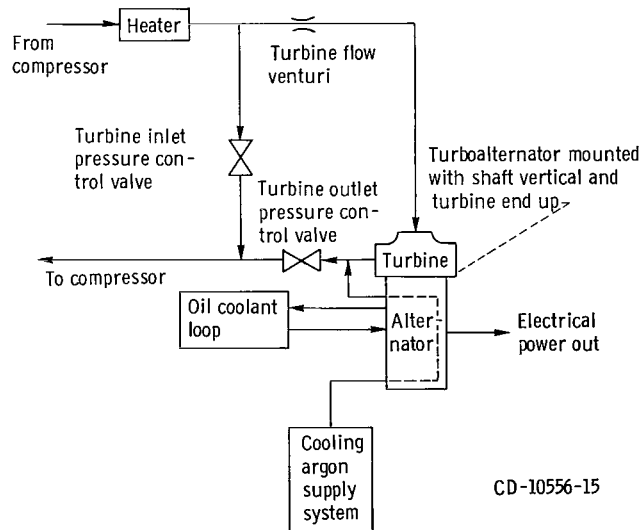 Heater
From
compressor
Turbine flow
venturi
Turbine inlet
pressure con-
trol valve
Turboalternator mounted
with shaft vertical and
turbine end up
Turbine outlet
pressure con-
trol valve
Turbine
To compressor
Oil coolant
loop
Alter-
nator
Electrical
power out
Cooling
argon
supply
system
CD-10556-15